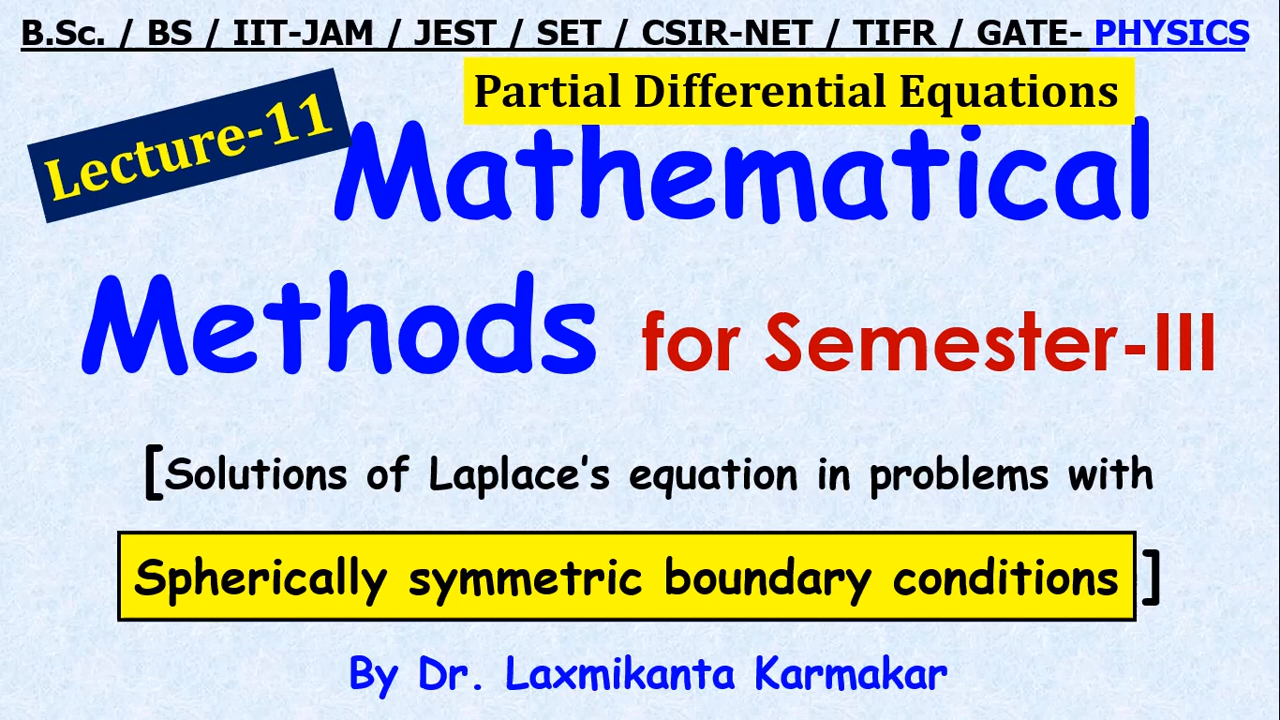 B.Sc. / BS / IIT-JAM / JEST / SET / CSIR-NET / TIFR / GATE- PHYSICS
Partial Differential Equations
Lecture-11
Mathematical
Methods for Semester-III
[Solutions of Laplace's equation in problems with
Spherically symmetric boundary conditions]
By Dr. Laxmikanta Karmakar